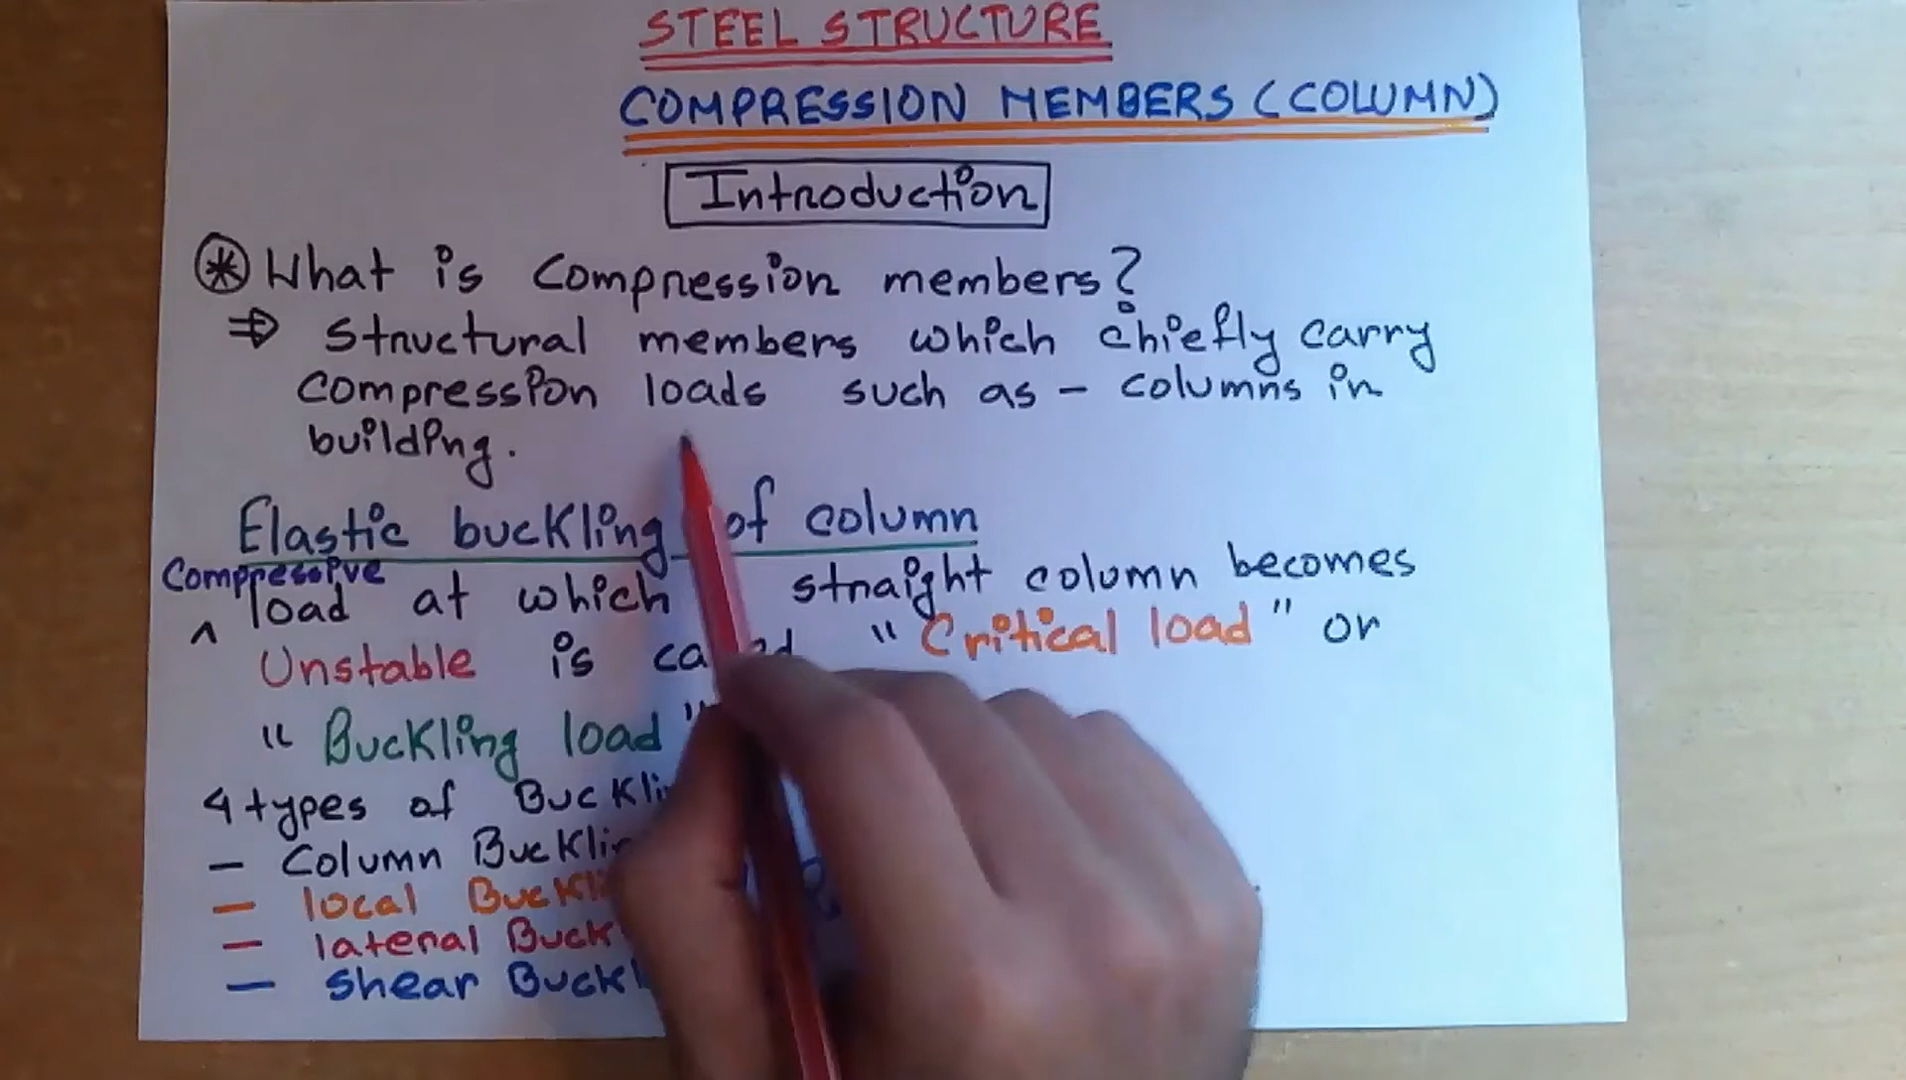 STEEL STRUCTURE
COMPRESSION MEMBERS (COLUMN)
Introduction
* What is Compression members?
⇒ Structural members which chiefly carry
compression loads such as - columns in
building.
Elastic buckling of column
Compressive
^ load at which straight column becomes
Unstable is "Critical load" or
"Buckling load"
4 types of
- Column
- local
- lateral
- shear